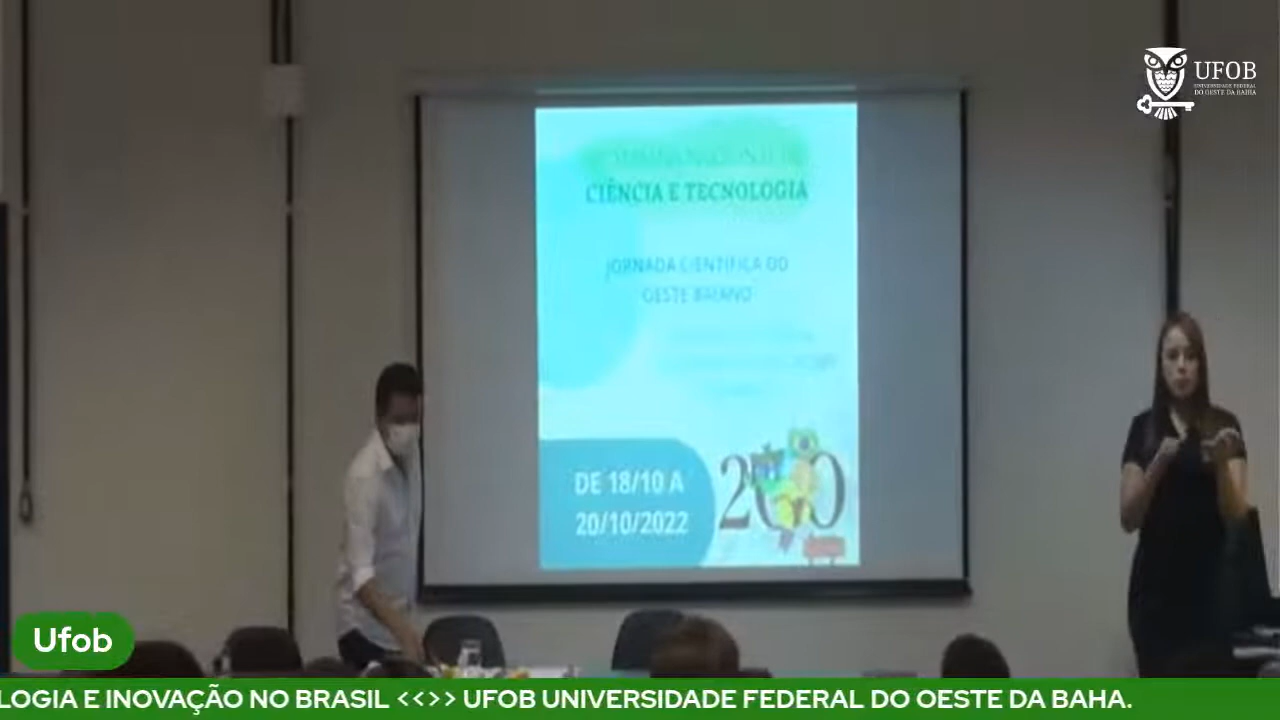 UFOB
UNIVERSIDADE FEDERAL
DO OESTE DA BAHIA
CIÊNCIA E TECNOLOGIA
JORNADA CIENTÍFICA DO
OESTE BAIANO
DE 18/10 A
20/10/2022
200
Ufob
LOGIA E INOVAÇÃO NO BRASIL <<>> UFOB UNIVERSIDADE FEDERAL DO OESTE DA BAHA.